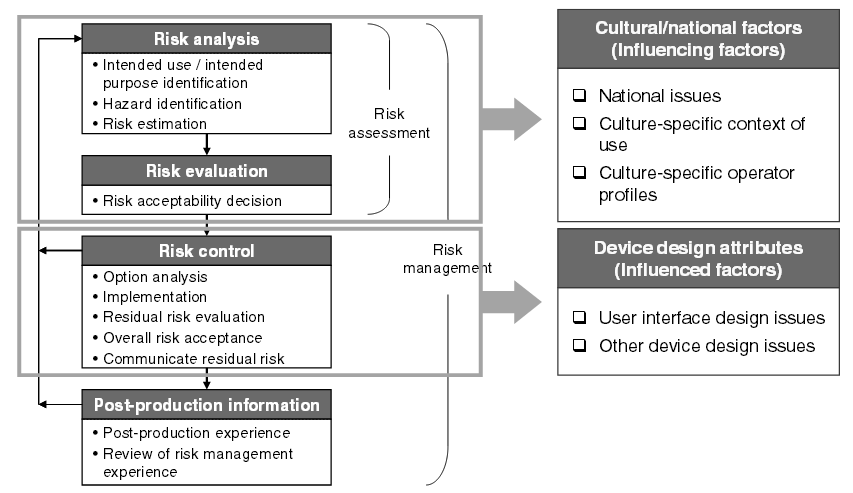 Risk analysis
• Intended use / intended
purpose identification
• Hazard identification
• Risk estimation
Risk evaluation
• Risk acceptability decision
Risk control
• Option analysis
• Implementation
• Residual risk evaluation
• Overall risk acceptance
• Communicate residual risk
Post-production information
• Post-production experience
• Review of risk management
experience
Risk
assessment
Risk
management
Cultural/national factors
(Influencing factors)
❑ National issues
❑ Culture-specific context of
use
❑ Culture-specific operator
profiles
Device design attributes
(Influenced factors)
❑ User interface design issues
❑ Other device design issues